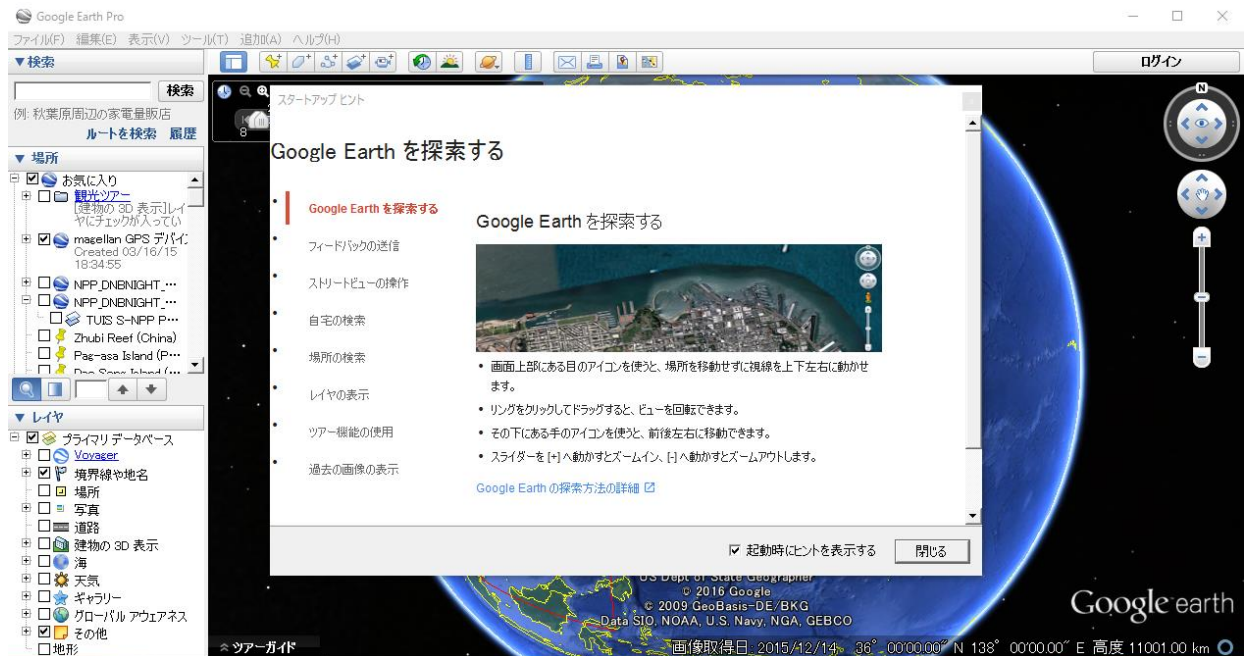 Google Earth Pro
ファイル(F) 編集(E) 表示(V) ツール(T) 追加(A) ヘルプ(H)
▼検索
検索
例: 秋葉原周辺の家電量販店
ルートを検索 履歴
▼ 場所
お気に入り
観光ツアー
[建物の 3D 表示]レイ
ヤにチェックが入ってい
magellan GPS デバイ
Created 03/16/15
18:34:55
NPP_DNBNIGHT_…
NPP_DNBNIGHT_…
TUIS S-NPP P…
Zhubi Reef (China)
Pag-asa Island (P…
▼ レイヤ
プライマリ データベース
Voyager
境界線や地名
場所
写真
道路
建物の 3D 表示
海
天気
ギャラリー
グローバル アウェアネス
その他
地形
ログイン
N
8
スタートアップ ヒント
Google Earth を探索する
Google Earth を探索する
フィードバックの送信
ストリートビューの操作
自宅の検索
場所の検索
レイヤの表示
ツアー機能の使用
過去の画像の表示
Google Earth を探索する
• 画面上部にある目のアイコンを使うと、場所を移動せずに視線を上下左右に動かせ
ます。
• リングをクリックしてドラッグすると、ビューを回転できます。
• その下にある手のアイコンを使うと、前後左右に移動できます。
• スライダーを [+] へ動かすとズームイン、[-] へ動かすとズームアウトします。
Google Earth の探索方法の詳細
起動時にヒントを表示する
閉じる
US Dept of State Geographer
© 2016 Google
© 2009 GeoBasis-DE/BKG
Data SIO, NOAA, U.S. Navy, NGA, GEBCO
Google earth
ツアーガイド
画像取得日: 2015/12/14 36° 00'00.00" N 138° 00'00.00" E 高度 11001.00 km